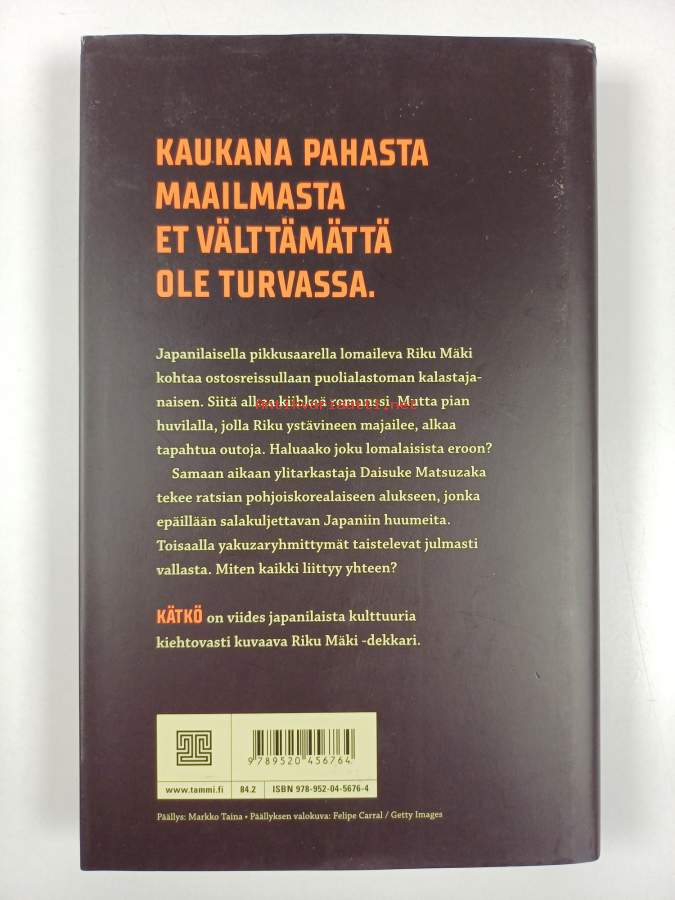 KAUKANA PAHASTA
MAAILMASTA
ET VÄLTTÄMÄTTÄ
OLE TURVASSA.
Japanilaisella pikkusaarella lomaileva Riku Mäki
kohtaa ostosreissullaan puolialastoman kalastaja-
naisen. Siitä alkaa kiihkeä romanssi. Mutta pian
Antikvariaatti.net
huvilalla, jolla Riku ystävineen majailee, alkaa
tapahtua outoja. Haluaako joku lomalaisista eroon?
Samaan aikaan ylitarkastaja Daisuke Matsuzaka
tekee ratsian pohjoiskorealaiseen alukseen, jonka
epäillään salakuljettavan Japaniin huumeita.
Toisaalla yakuzaryhmittymät taistelevat julmasti
vallasta. Miten kaikki liittyy yhteen?
KÄTKÖ on viides japanilaista kulttuuria
kiehtovasti kuvaava Riku Mäki -dekkari.
9 789520 456764
www.tammi.fi 84.2 ISBN 978-952-04-5676-4
Päällys: Markko Taina • Päällyksen valokuva: Felipe Carral / Getty Images